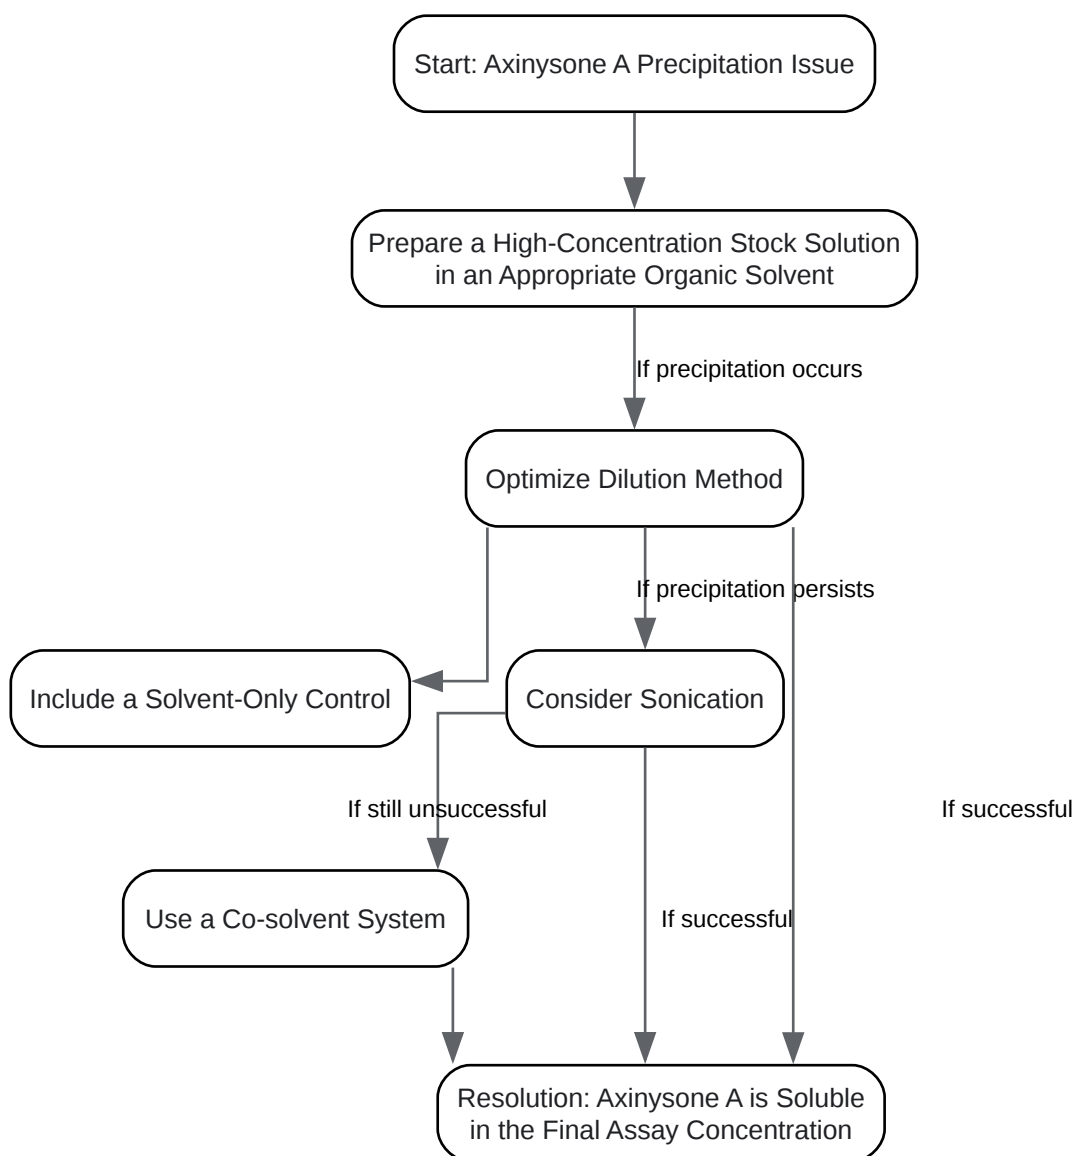 Start: Axinysone A Precipitation Issue
Prepare a High-Concentration Stock Solution
in an Appropriate Organic Solvent
If precipitation occurs
Optimize Dilution Method
If precipitation persists
Include a Solvent-Only Control
Consider Sonication
If still unsuccessful
If successful
Use a Co-solvent System
If successful
Resolution: Axinysone A is Soluble
in the Final Assay Concentration